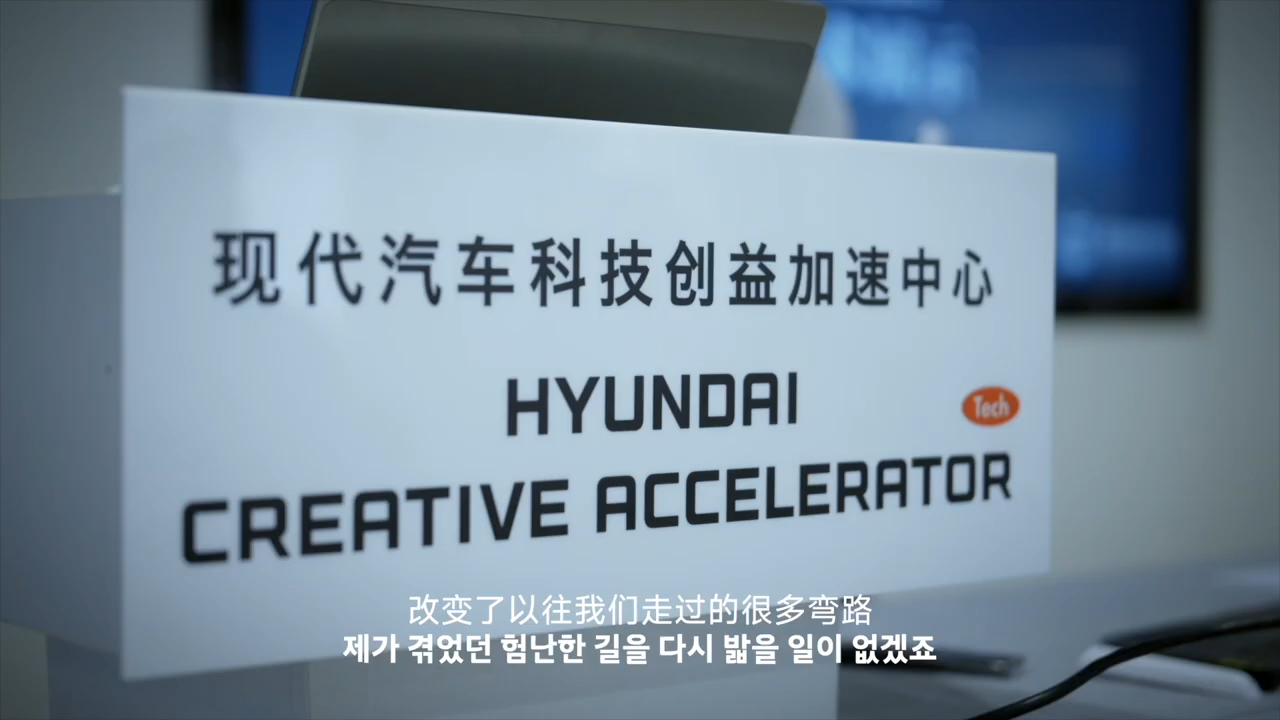 现代汽车科技创益加速中心
HYUNDAI
Tech
CREATIVE ACCELERATOR
改变了以往我们走过的很多弯路
제가 겪었던 험난한 길을 다시 밟을 일이 없겠죠